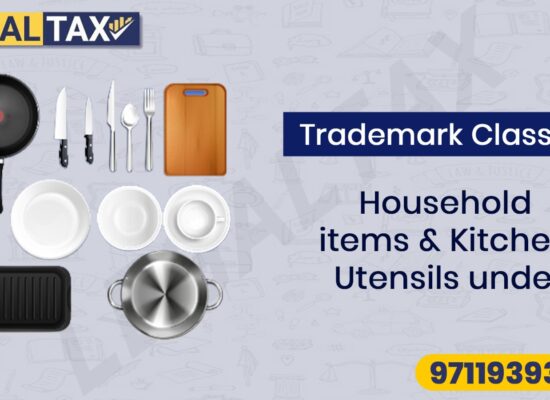 ALTAX
Trademark Class
Household
items & Kitche
Utensils unde
97119393